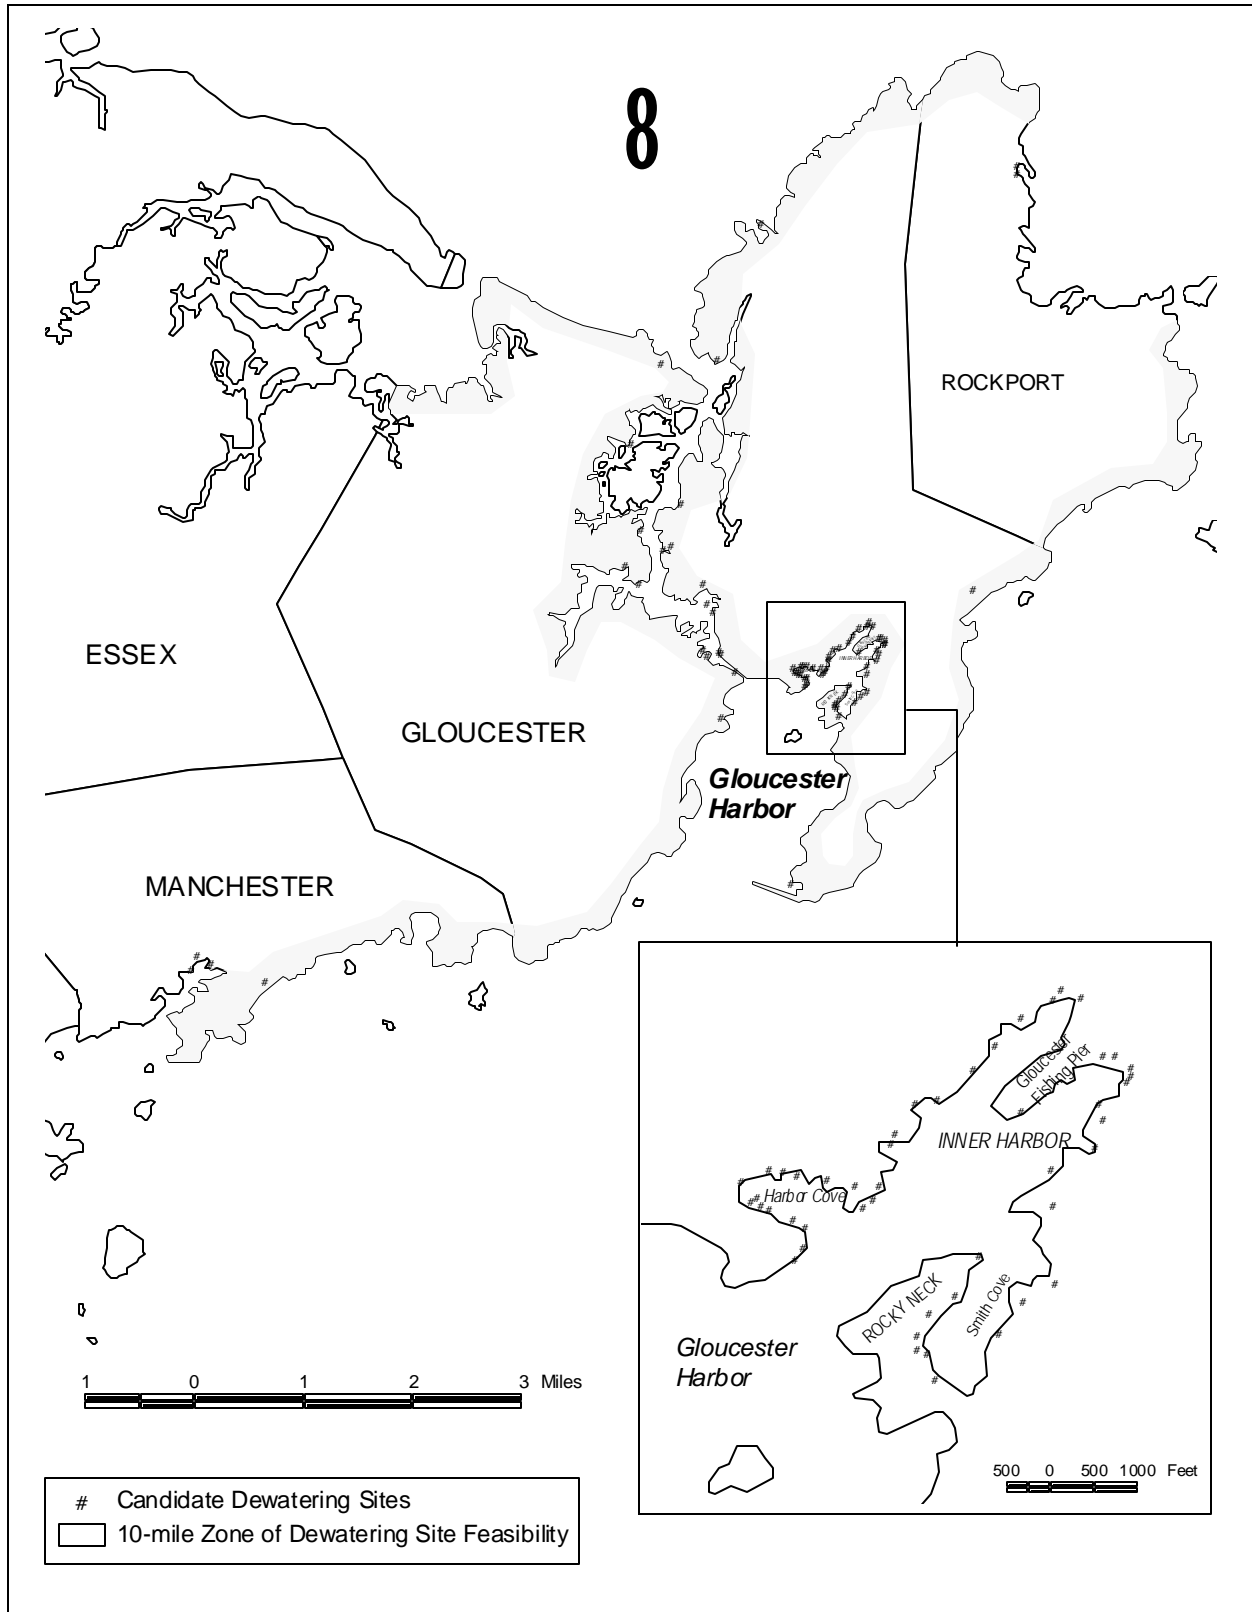 8
ROCKPORT
ESSEX
GLOUCESTER
Gloucester
Harbor
MANCHESTER
Gloucester
Fishing Pier
INNER HARBOR
Harbor Cove
ROCKY NECK
Smith Cove
Gloucester
Harbor
500 0 500 1000 Feet
1 0 1 2 3 Miles
# Candidate Dewatering Sites
10-mile Zone of Dewatering Site Feasibility